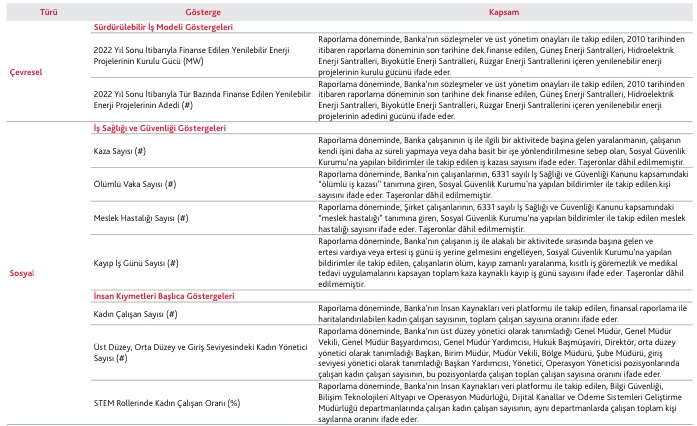 Türü Gösterge Kapsam
Sürdürülebilir İş Modeli Göstergeleri
Çevresel
2022 Yıl Sonu İtibarıyla Finanse Edilen Yenilebilir Enerji
Projelerinin Kurulu Gücü (MW)
Raporlama döneminde, Banka'nın sözleşmeler ve üst yönetim onayları ile takip edilen, 2010 tarihinden
itibaren raporlama döneminin son tarihine dek finanse edilen, Güneş Enerji Santralleri, Hidroelektrik
Enerji Santralleri, Biyokütle Enerji Santralleri, Rüzgar Enerji Santrallerini içeren yenilenebilir enerji
projelerinin kurulu gücünü ifade eder.
2022 Yıl Sonu İtibarıyla Tür Bazında Finanse Edilen Yenilebilir
Enerji Projelerinin Adedi (#)
Raporlama döneminde, Banka'nın sözleşmeler ve üst yönetim onayları ile takip edilen, 2010 tarihinden
itibaren raporlama döneminin son tarihine dek finanse edilen, Güneş Enerji Santralleri, Hidroelektrik
Enerji Santralleri, Biyokütle Enerji Santralleri, Rüzgar Enerji Santrallerini içeren yenilenebilir enerji
projelerinin adedini gücünü ifade eder.
Sosyal
İş Sağlığı ve Güvenliği Göstergeleri
Kaza Sayısı (#)
Raporlama döneminde, Banka çalışanının iş ile ilgili bir aktivitede başına gelen yaralanmanın, çalışanın
kendi işini daha az süreli yapmaya veya daha basit bir işe yönlendirilmesine sebep olan, Sosyal Güvenlik
Kurumu'na yapılan bildirimler ile takip edilen iş kazası sayısını ifade eder. Taşeronlar dâhil edilmemiştir.
Ölümlü Vaka Sayısı (#)
Raporlama döneminde, Banka'nın çalışanlarının, 6331 sayılı İş Sağlığı ve Güvenliği Kanunu kapsamındaki
"ölümlü iş kazası" tanımına giren, Sosyal Güvenlik Kurumu'na yapılan bildirimler ile takip edilen kişi
sayısını ifade eder. Taşeronlar dâhil edilmemiştir.
Meslek Hastalığı Sayısı (#)
Raporlama döneminde, Şirket çalışanlarının, 6331 sayılı İş Sağlığı ve Güvenliği Kanunu kapsamındaki
"meslek hastalığı" tanımına giren, Sosyal Güvenlik Kurumu'na yapılan bildirimler ile takip edilen meslek
hastalığı sayısını ifade eder. Taşeronlar dâhil edilmemiştir.
Kayıp İş Günü Sayısı (#)
Raporlama döneminde, Banka'nın çalışanın iş ile alakalı bir aktivitede sırasında başına gelen ve
ertesi vardiya veya ertesi iş günü iş yerine gelmesini engelleyen, Sosyal Güvenlik Kurumu'na yapılan
bildirimler ile takip edilen, çalışanların ölüm, kayıp zamanlı yaralanma, kısıtlı iş göremezlik ve medikal
tedavi uygulamalarını kapsayan toplam kaza kaynaklı kayıp iş günü sayısını ifade eder. Taşeronlar dâhil
edilmemiştir.
İnsan Kıymetleri Başlıca Göstergeleri
Kadın Çalışan Sayısı (#)
Raporlama döneminde, Banka'nın İnsan Kaynakları veri platformu ile takip edilen, finansal raporlama ile
haritalandırılabilen kadın çalışan sayısının, toplam çalışan sayısına oranını ifade eder.
Üst Düzey, Orta Düzey ve Giriş Seviyesindeki Kadın Yönetici
Sayısı (#)
Raporlama döneminde, Banka'nın üst düzey yönetici olarak tanımladığı Genel Müdür, Genel Müdür
Vekili, Genel Müdür Başyardımcısı, Genel Müdür Yardımcısı, Hukuk Başmüşaviri, Direktör, orta düzey
yönetici olarak tanımladığı Başkan, Birim Müdür, Müdür Vekili, Bölge Müdürü, Şube Müdürü, giriş
seviyesi yönetici olarak tanımladığı Başkan Yardımcısı, Yönetici, Operasyon Yöneticisi pozisyonlarında
çalışan kadın çalışan sayısının, bu pozisyonlarda çalışan toplan çalışan sayısına oranını ifade eder.
STEM Rollerinde Kadın Çalışan Oranı (%)
Raporlama döneminde, Banka'nın İnsan Kaynakları veri platformu ile takip edilen, Bilgi Güvenliği,
Bilişim Teknolojileri Altyapı ve Operasyon Müdürlüğü, Dijital Kanallar ve Ödeme Sistemleri Geliştirme
Müdürlüğü departmanlarında çalışan kadın çalışan sayısının, aynı departmanlarda çalışan toplam kişi
sayılarına oranını ifade eder.